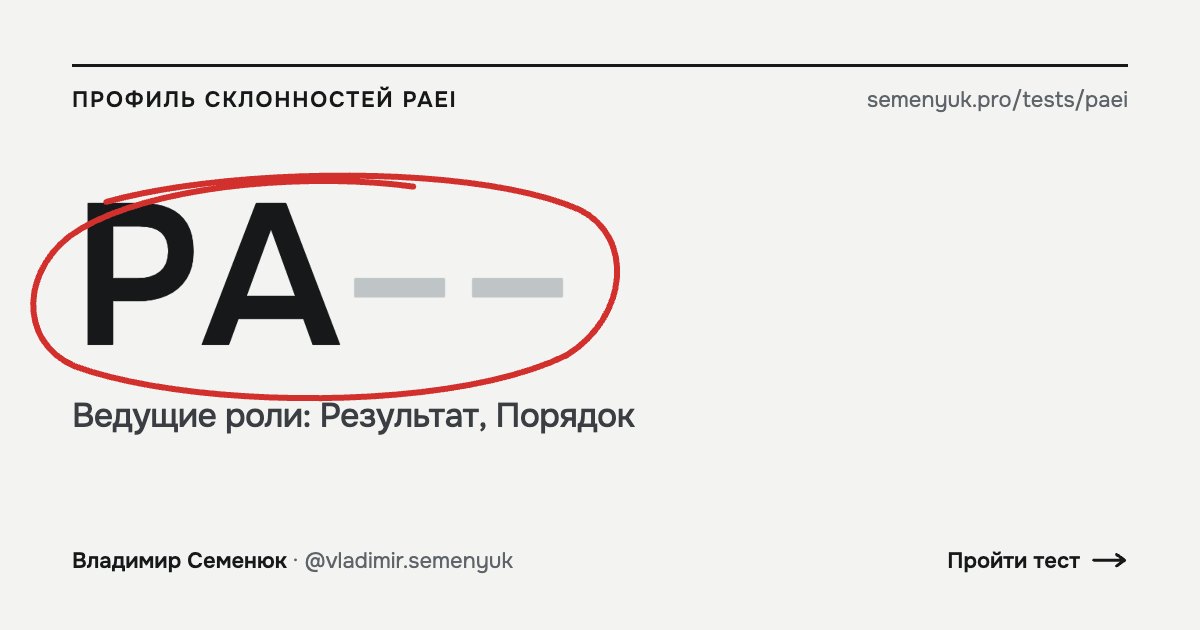 ПРОФИЛЬ СКЛОННОСТЕЙ PAEI
semenyuk.pro/tests/paei
PA——
Ведущие роли: Результат, Порядок
Владимир Семенюк · @vladimir.semenyuk
Пройти тест →